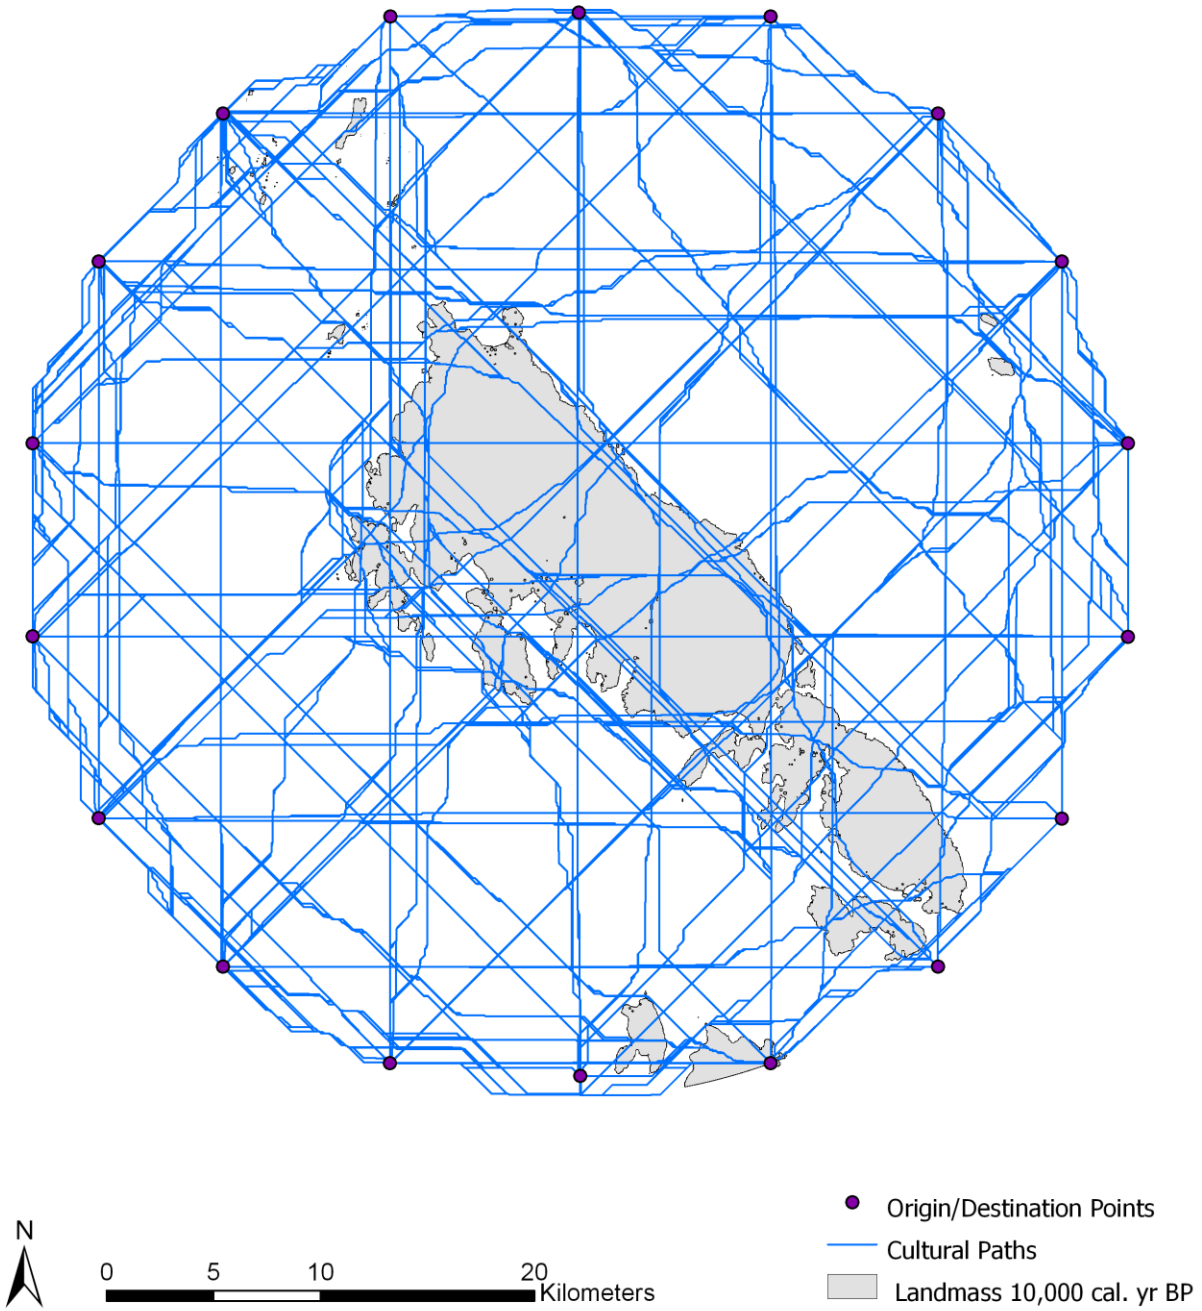 Origin/Destination Points
Cultural Paths
Landmass 10,000 cal. yr BP
N
0 5 10 20
Kilometers